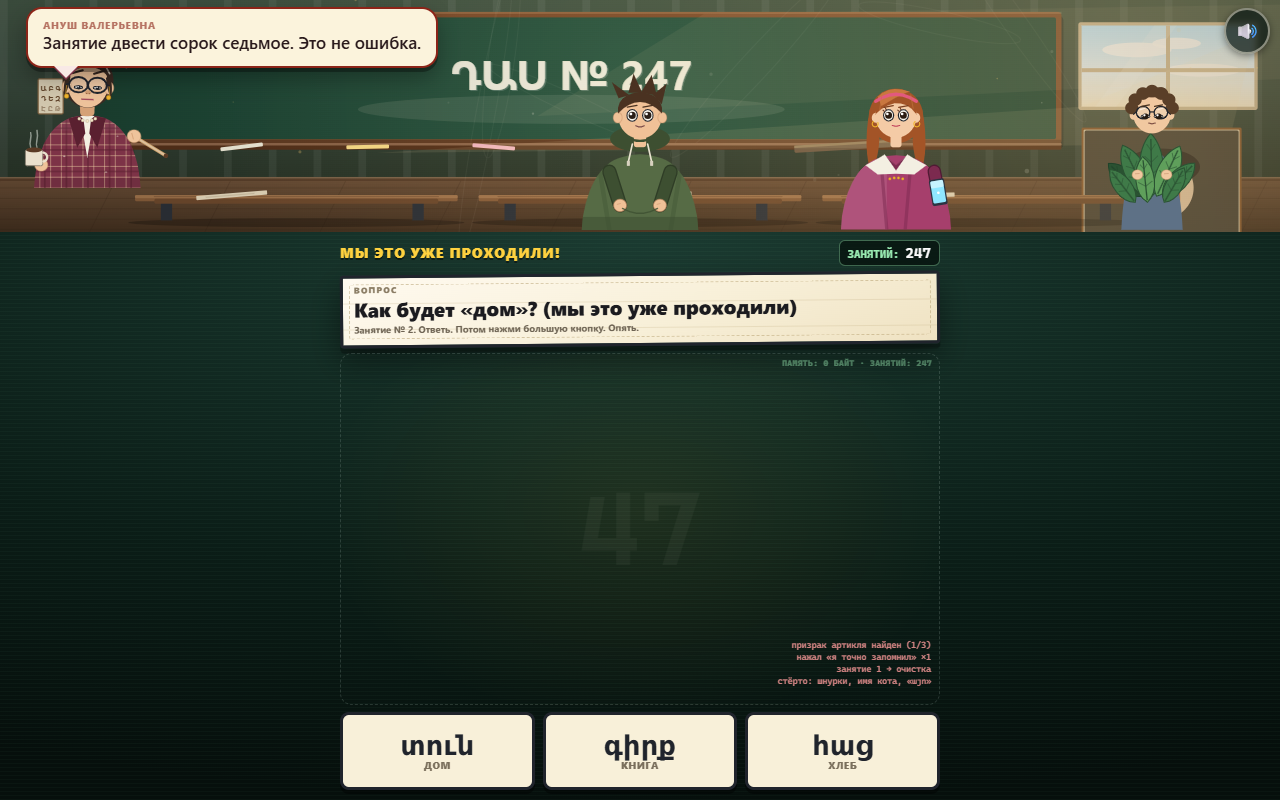 АНУШ ВАЛЕРЬЕВНА
Занятие двести сорок седьмое. Это не ошибка.
ԴԱՍ № 247
Ա Բ Գ
Դ Ե Զ
Է Ը Թ
МЫ ЭТО УЖЕ ПРОХОДИЛИ!
ЗАНЯТИЙ: 247
ВОПРОС
Как будет «дом»? (мы это уже проходили)
Занятие № 2. Ответь. Потом нажми большую кнопку. Опять.
ПАМЯТЬ: 0 БАЙТ · ЗАНЯТИЙ: 247
47
призрак артикля найден (1/3)
нажал «я точно запомнил» ×1
занятие 1 → очистка
стёрто: шнурки, имя кота, «այո»
տուն
ДОМ
գիրք
КНИГА
հաց
ХЛЕБ